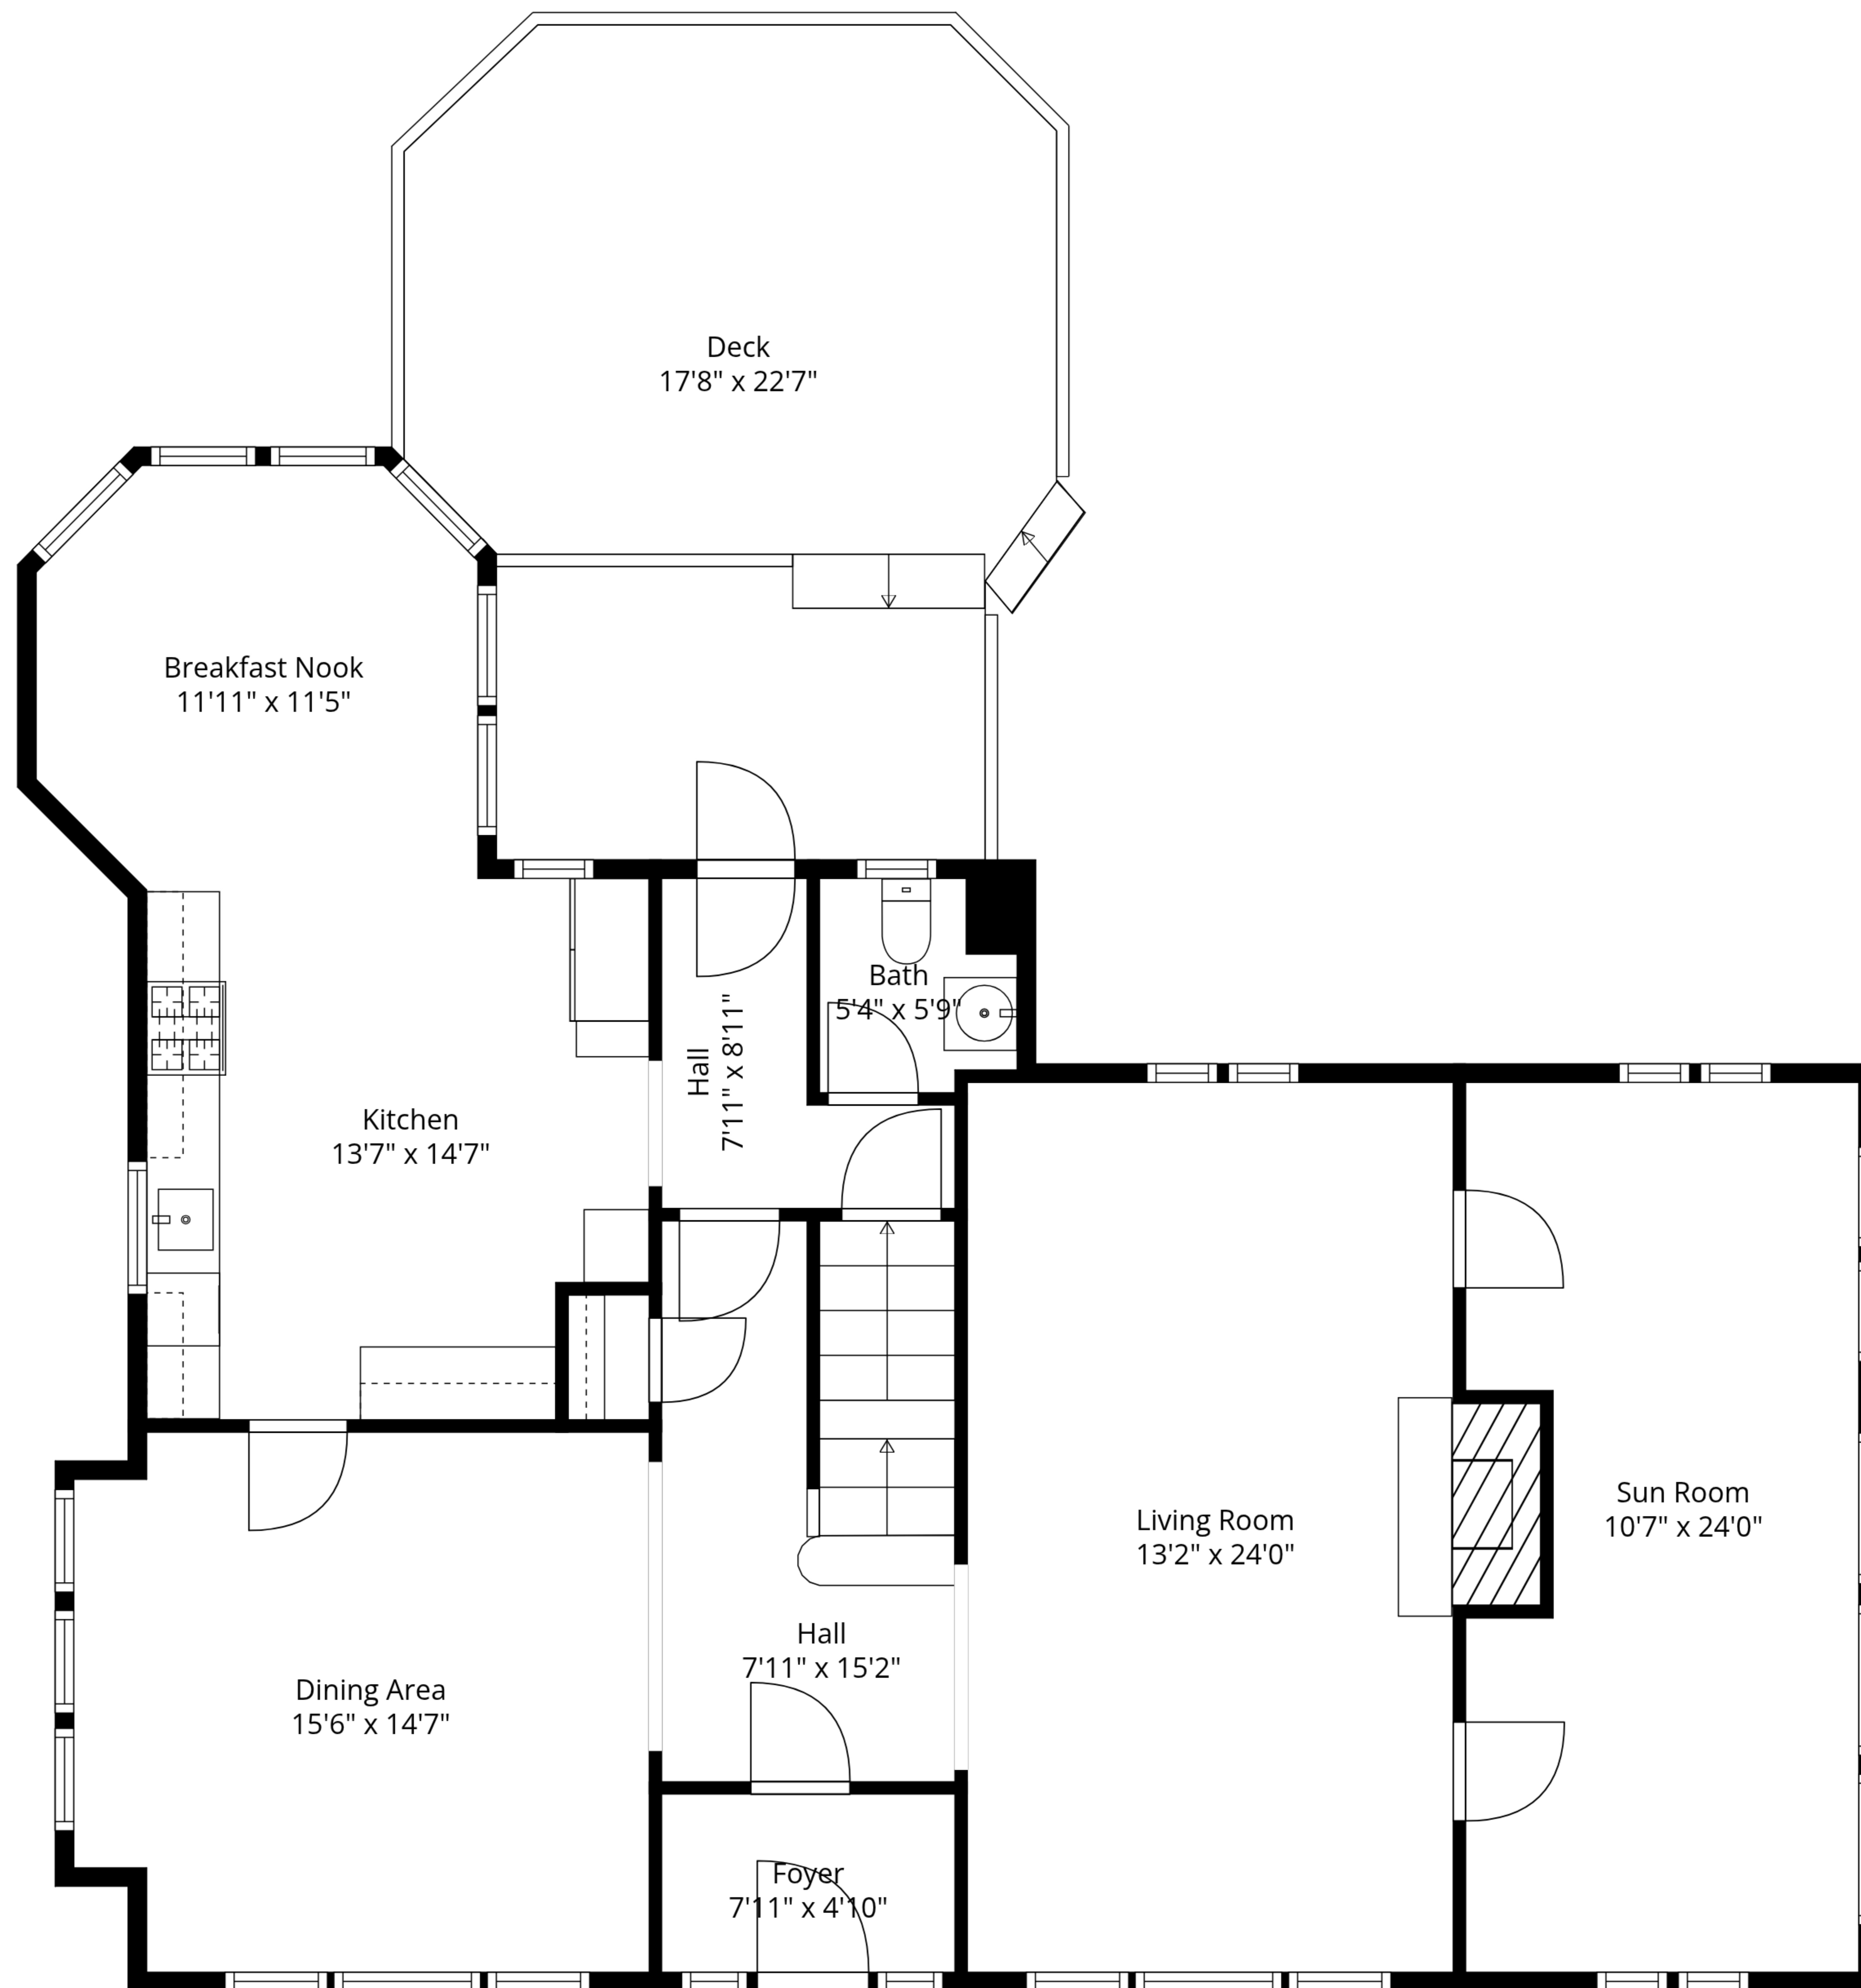 Deck
17'8" x 22'7"
Breakfast Nook
11'11" x 11'5"
Bath
5'4" x 5'9"
Hall
7'11" x 8'11"
Kitchen
13'7" x 14'7"
Sun Room
10'7" x 24'0"
Living Room
13'2" x 24'0"
Hall
7'11" x 15'2"
Dining Area
15'6" x 14'7"
Foyer
7'11" x 4'10"